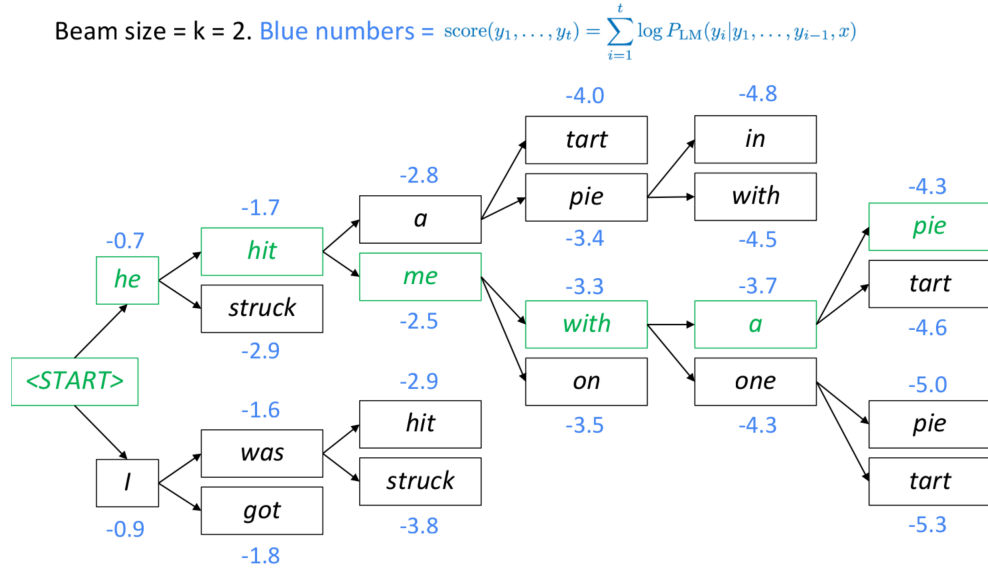 Beam size = k = 2. Blue numbers = score(y₁, …, yₜ) = ∑ᵢ₌₁ᵗ log P_LM(yᵢ|y₁, …, yᵢ₋₁, x)
-4.0
-4.8
tart
in
-2.8
-4.3
-1.7
a
pie
with
pie
-0.7
hit
-3.4
-4.5
he
me
-3.3
-3.7
tart
struck
-2.5
with
a
-4.6
-2.9
<START>
-2.9
on
one
-5.0
-1.6
hit
-3.5
-4.3
pie
was
I
struck
tart
got
-0.9
-3.8
-5.3
-1.8